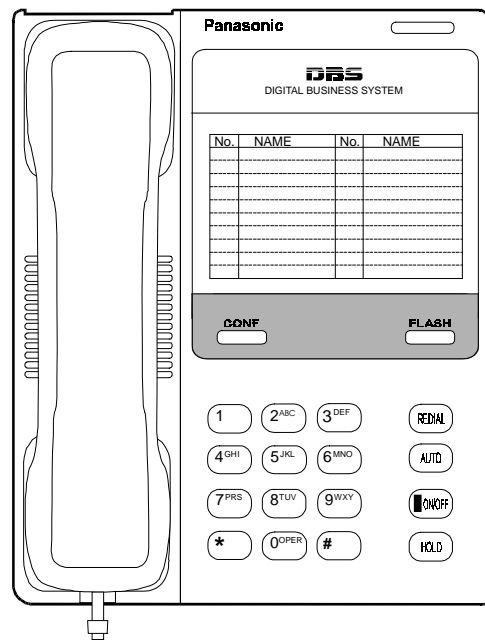 Panasonic
DBS
DIGITAL BUSINESS SYSTEM
No. NAME No. NAME
CONF FLASH
1 2ABC 3DEF REDIAL
4GHI 5JKL 6MNO AUTO
7PRS 8TUV 9WXY ON/OFF
* 0OPER # HOLD